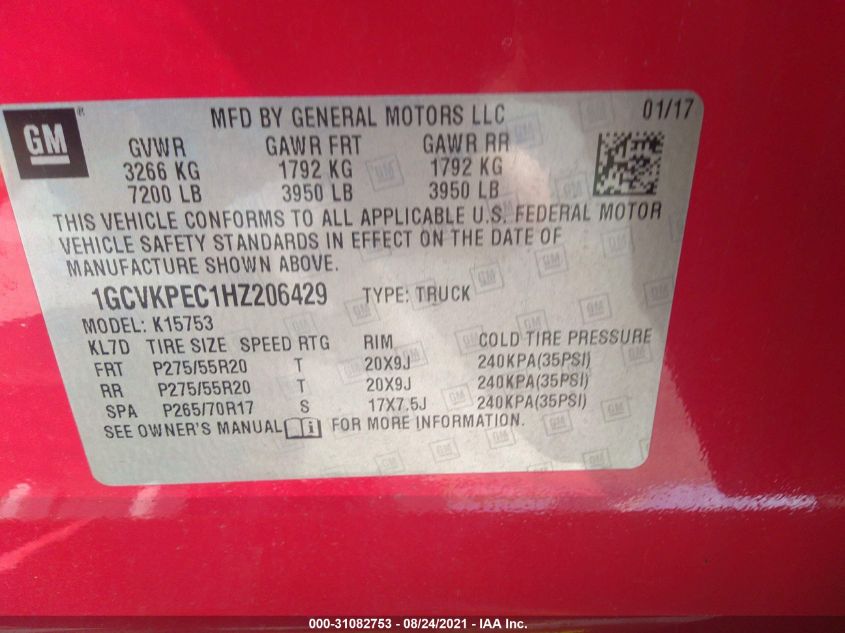 GM
MFD BY GENERAL MOTORS LLC 01/17
GVWR GAWR FRT GAWR RR
3266 KG 1792 KG 1792 KG
7200 LB 3950 LB 3950 LB
THIS VEHICLE CONFORMS TO ALL APPLICABLE U.S. FEDERAL MOTOR
VEHICLE SAFETY STANDARDS IN EFFECT ON THE DATE OF
MANUFACTURE SHOWN ABOVE.
1GCVKPEC1HZ206429 TYPE: TRUCK
MODEL: K15753
KL7D TIRE SIZE SPEED RTG RIM COLD TIRE PRESSURE
FRT P275/55R20 T 20X9J 240KPA(35PSI)
RR P275/55R20 T 20X9J 240KPA(35PSI)
SPA P265/70R17 S 17X7.5J 240KPA(35PSI)
SEE OWNER'S MANUAL i FOR MORE INFORMATION.
000-31082753 - 08/24/2021 - IAA Inc.